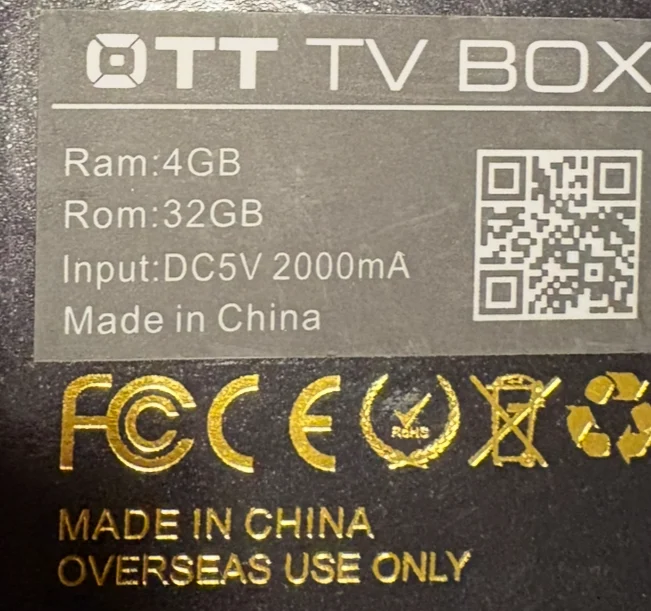 OTT TV BOX
Ram:4GB
Rom:32GB
Input:DC5V 2000mA
Made in China
FCC CE RoHS
MADE IN CHINA
OVERSEAS USE ONLY